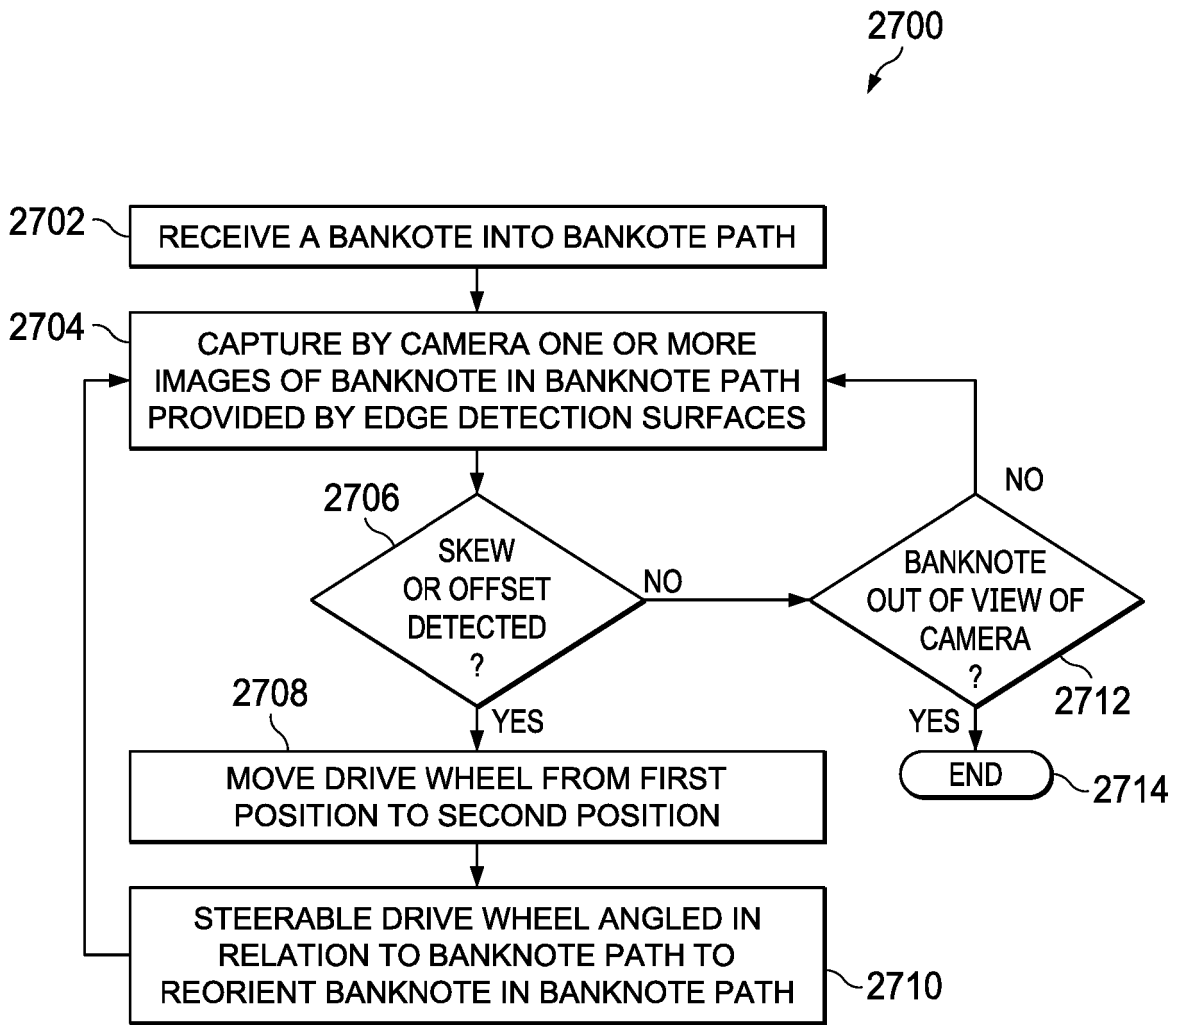 2700
2702
RECEIVE A BANKOTE INTO BANKOTE PATH
2704
CAPTURE BY CAMERA ONE OR MORE
IMAGES OF BANKNOTE IN BANKNOTE PATH
PROVIDED BY EDGE DETECTION SURFACES
2706
SKEW
OR OFFSET
DETECTED
?
NO
NO
BANKNOTE
OUT OF VIEW OF
CAMERA
?
2712
YES
2708
YES
MOVE DRIVE WHEEL FROM FIRST
POSITION TO SECOND POSITION
END
2714
STEERABLE DRIVE WHEEL ANGLED IN
RELATION TO BANKNOTE PATH TO
REORIENT BANKNOTE IN BANKNOTE PATH
2710